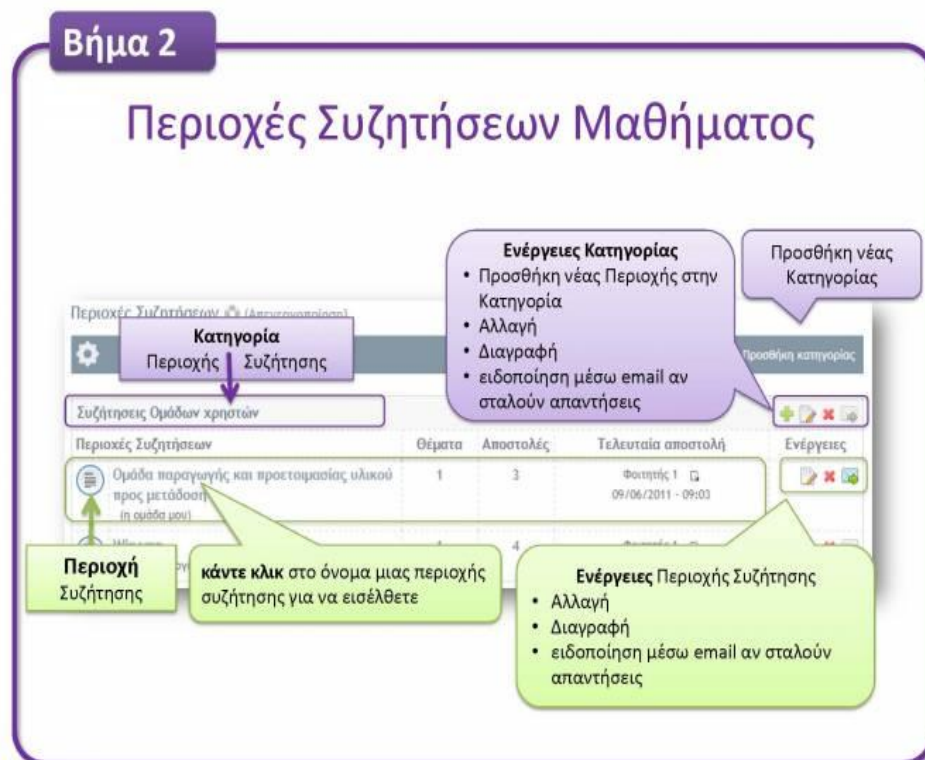 Βήμα 2
Περιοχές Συζητήσεων Μαθήματος
Ενέργειες Κατηγορίας
• Προσθήκη νέας Περιοχής στην
Κατηγορία
• Αλλαγή
• Διαγραφή
• ειδοποίηση μέσω email αν
σταλούν απαντήσεις
Προσθήκη νέας
Κατηγορίας
Περιοχές Συζητήσεων (Απενεργοποίηση)
Κατηγορία
Περιοχής Συζήτησης
Προσθήκη κατηγορίας
Συζήτησεις Ομάδων χρηστών
Περιοχές Συζητήσεων Θέματα Αποστολές Τελευταία αποστολή Ενέργειες
Ομάδα παραγωγής και προετοιμασίας υλικού 1 3 Φοιτητής 1
προς μετάδοση 09/06/2011 - 09:03
(η ομάδα μου)
4
Περιοχή
Συζήτησης
κάντε κλικ στο όνομα μιας περιοχής
συζήτησης για να εισέλθετε
Ενέργειες Περιοχής Συζήτησης
• Αλλαγή
• Διαγραφή
• ειδοποίηση μέσω email αν σταλούν
απαντήσεις